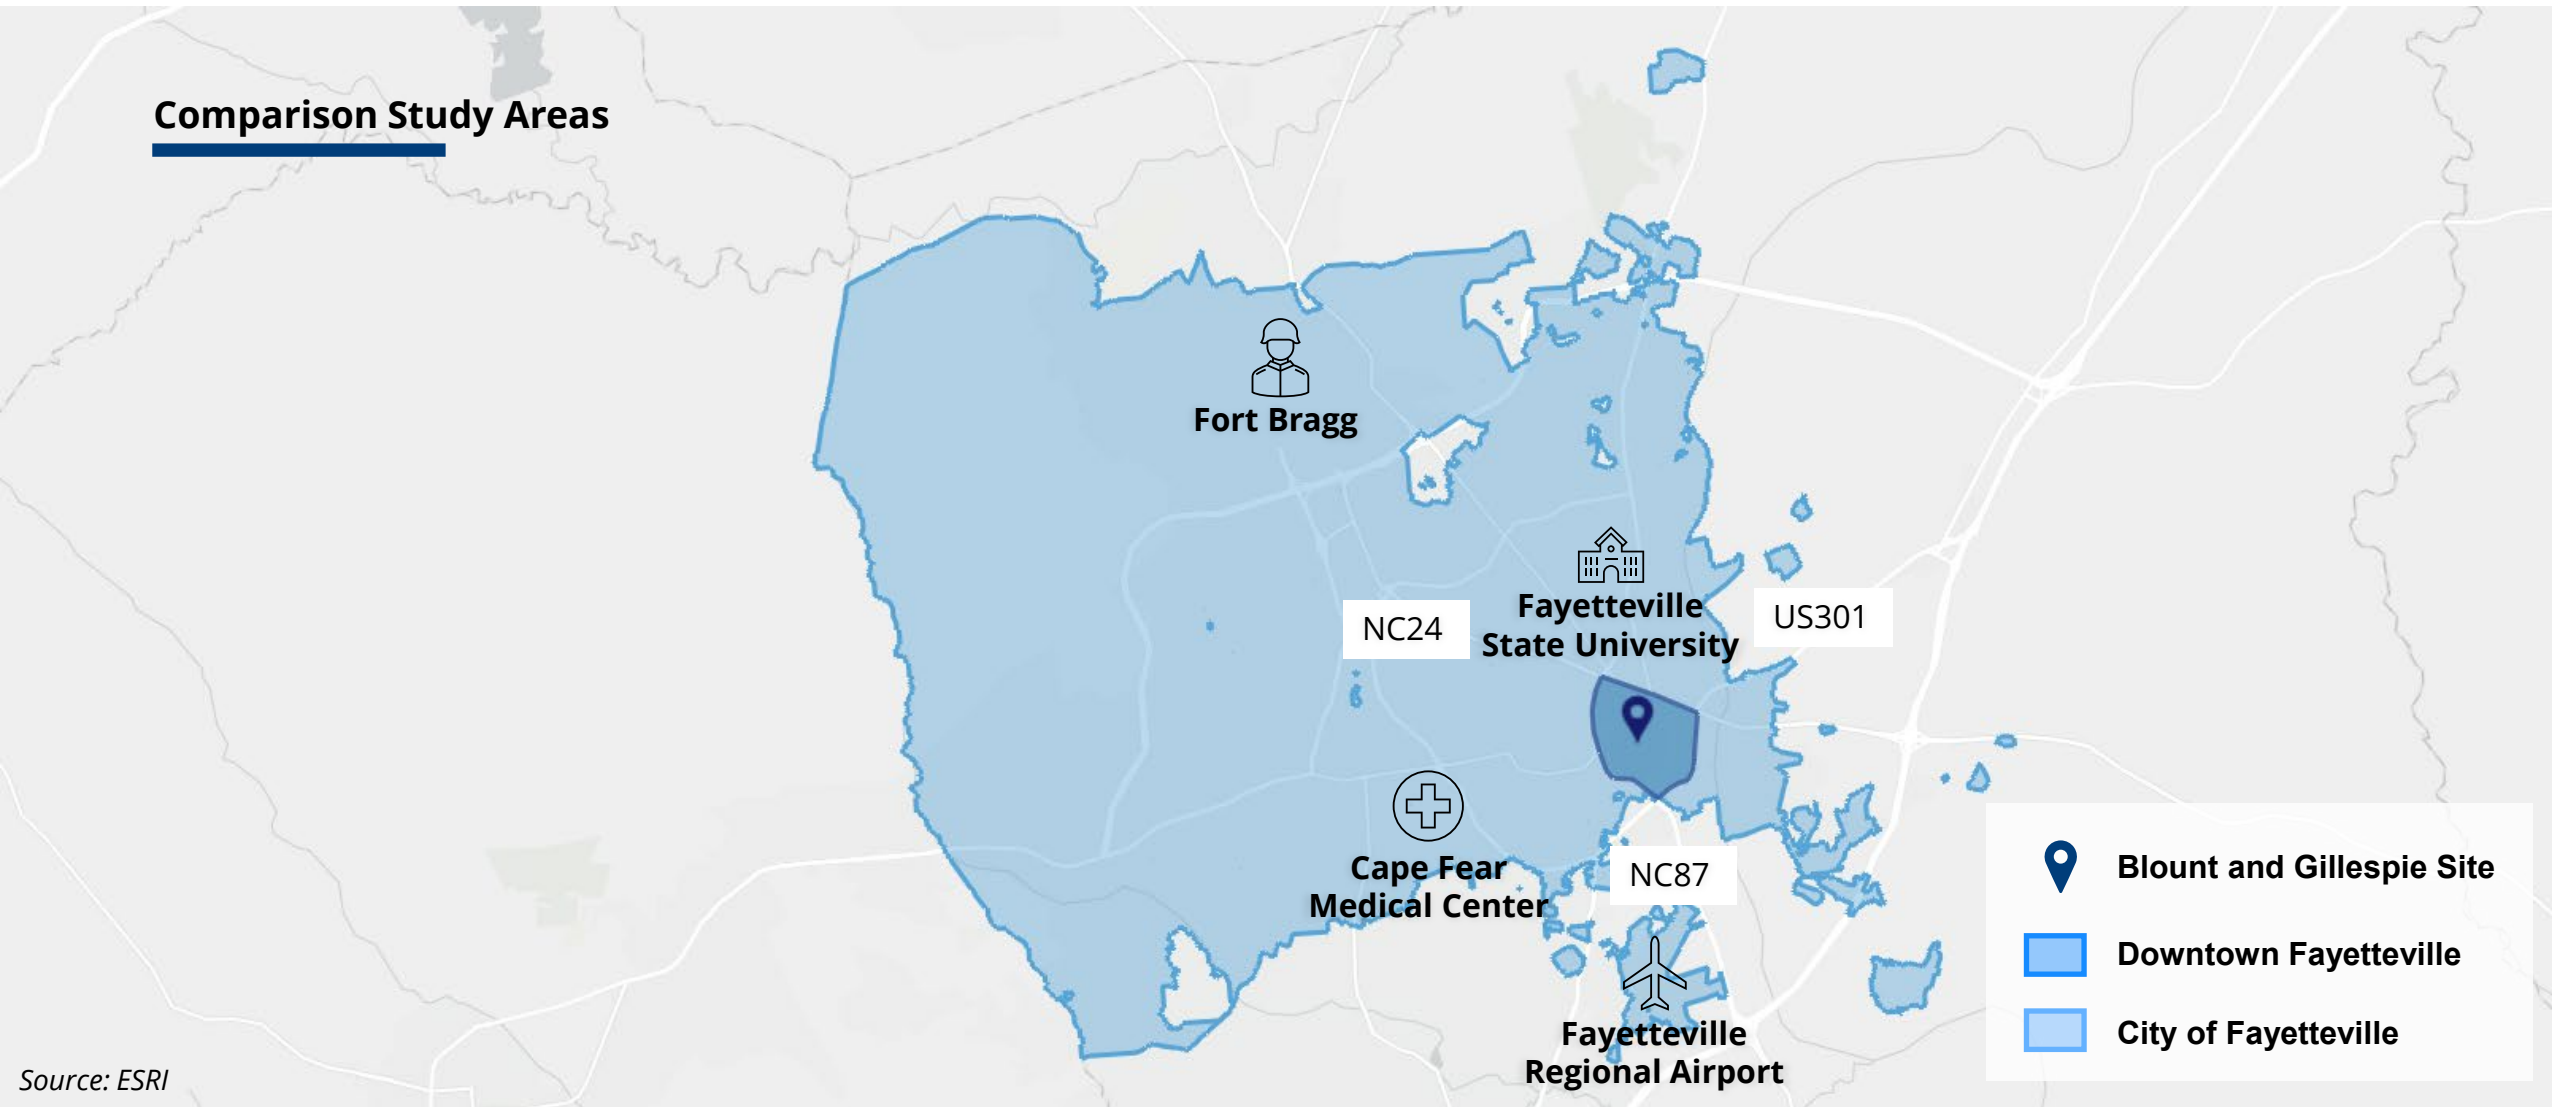 Comparison Study Areas
Fort Bragg
Fayetteville
State University
NC24
US301
Cape Fear
Medical Center
NC87
Fayetteville
Regional Airport
Blount and Gillespie Site
Downtown Fayetteville
City of Fayetteville
Source: ESRI